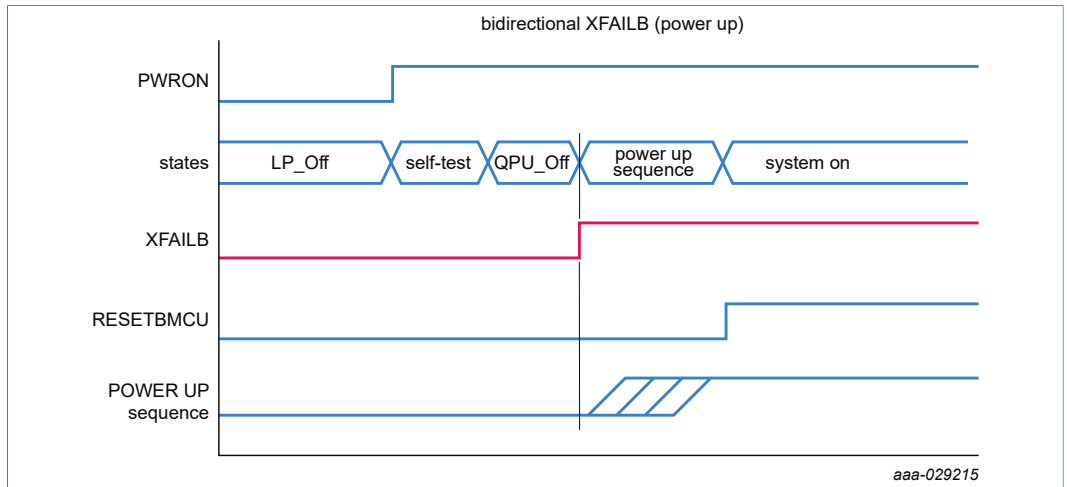 bidirectional XFAILB (power up)
PWRON
states
LP_Off
self-test
QPU_Off
power up
sequence
system on
XFAILB
RESETBMCU
POWER UP
sequence
aaa-029215